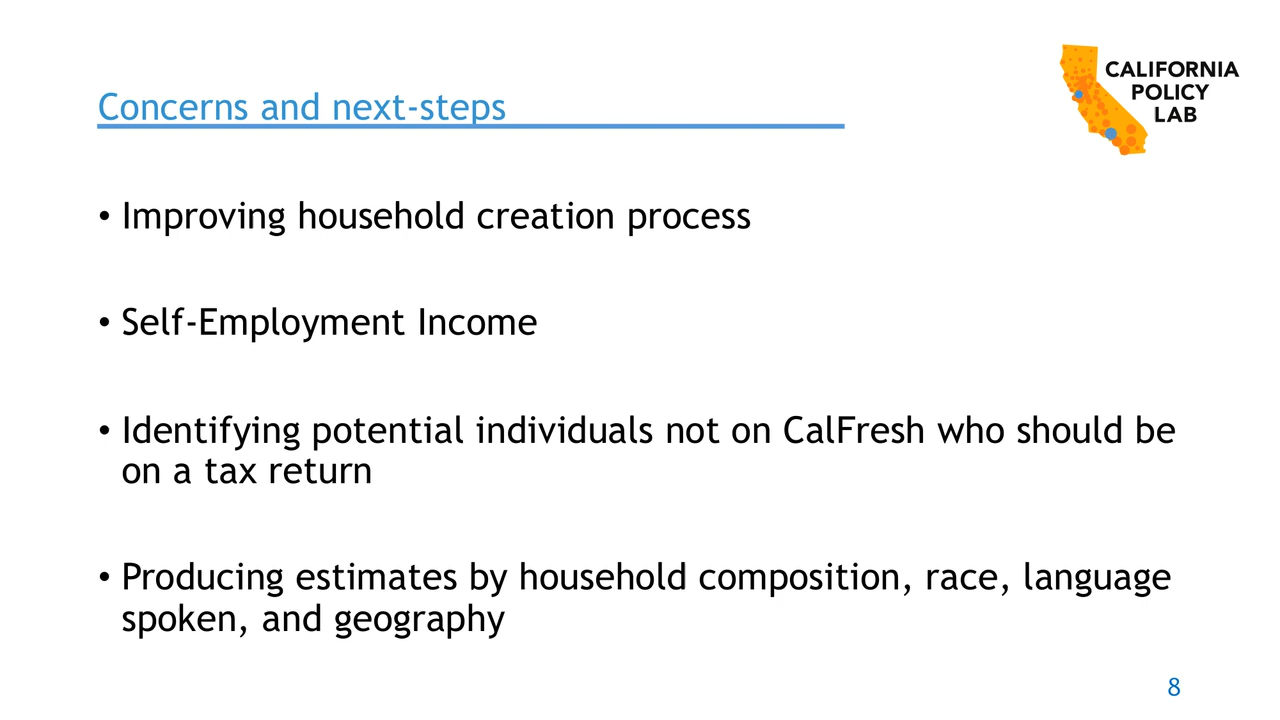 CALIFORNIA
POLICY
LAB
Concerns and next-steps
• Improving household creation process
• Self-Employment Income
• Identifying potential individuals not on CalFresh who should be
on a tax return
• Producing estimates by household composition, race, language
spoken, and geography
8